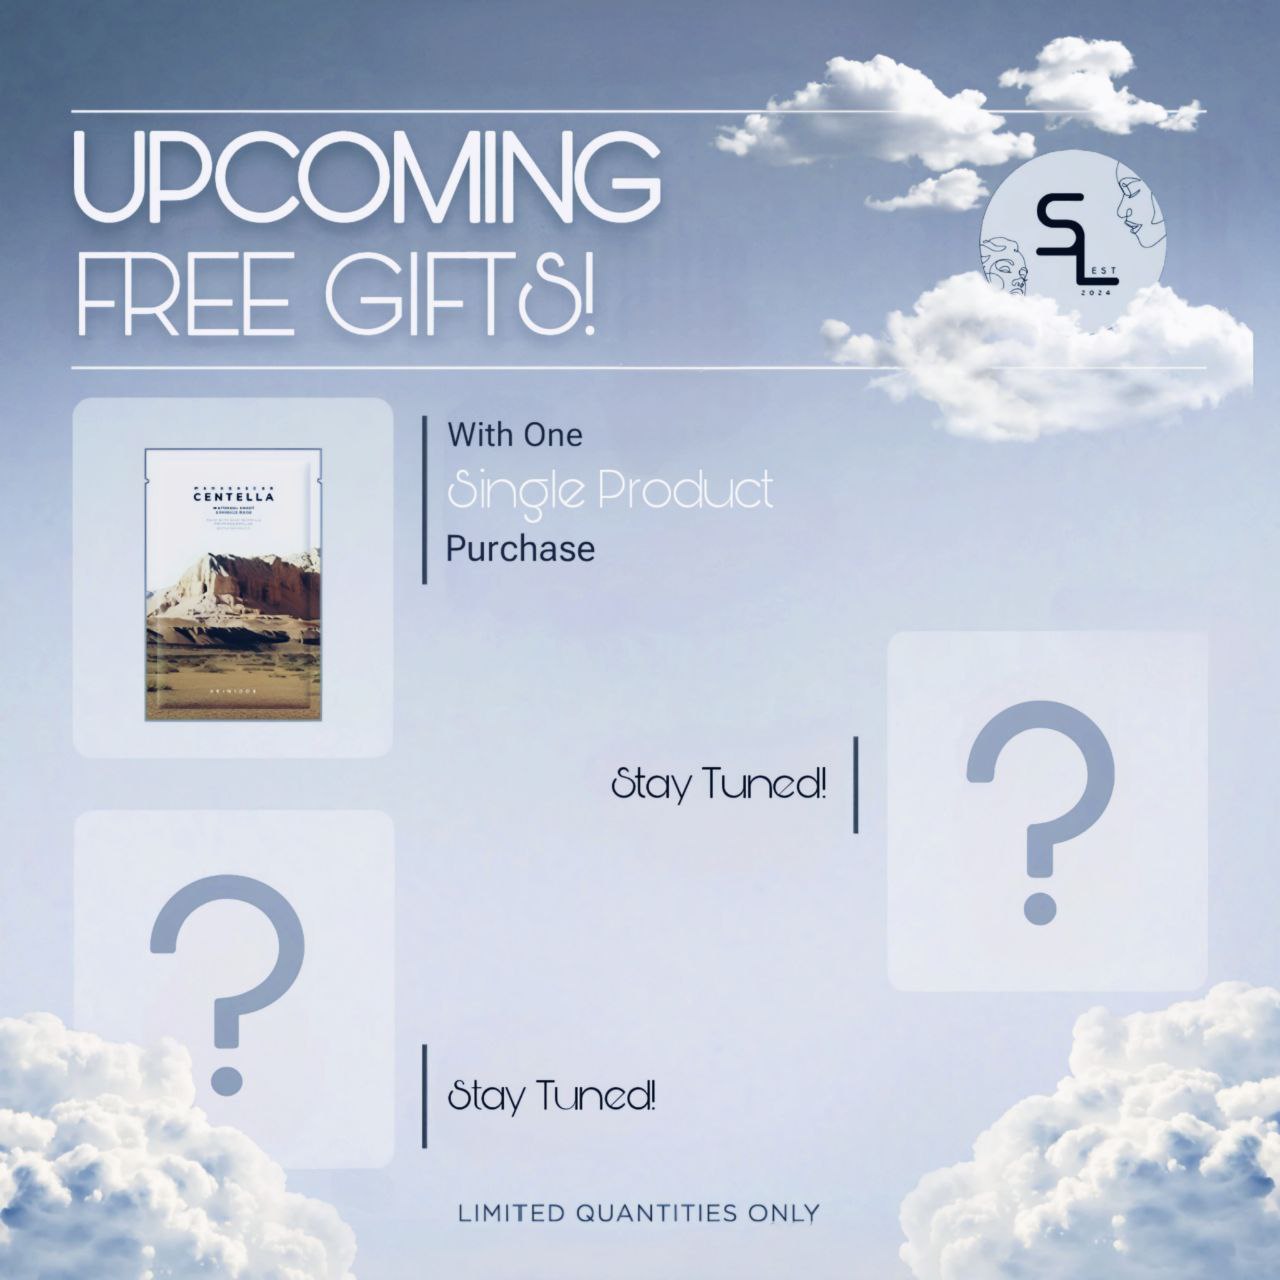 UPCOMING
FREE GIFTS!
SL
EST
2024
With One
Single Product
Purchase
MADAGASCAR
CENTELLA
Stay Tuned!
Stay Tuned!
LIMITED QUANTITIES ONLY